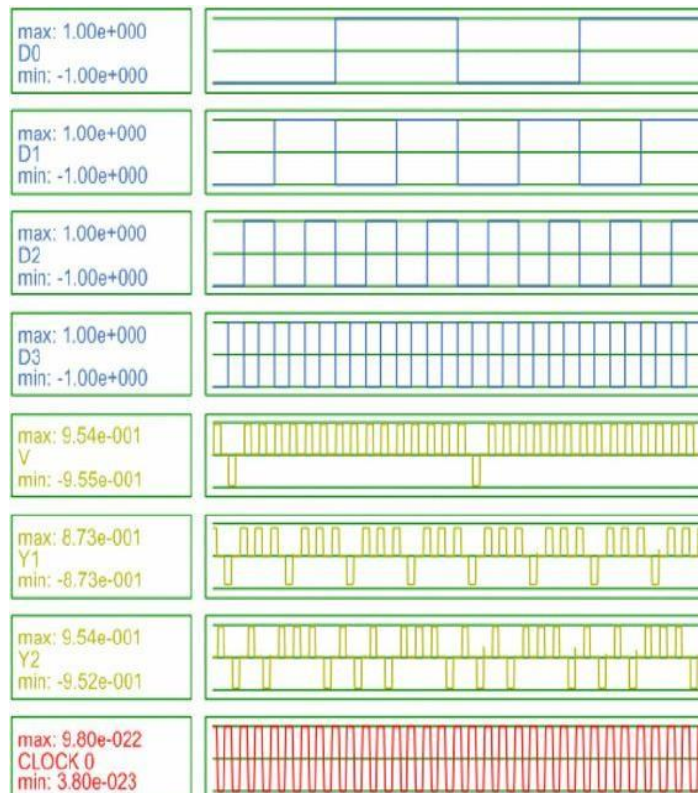 max: 1.00e+000
D0
min: -1.00e+000
max: 1.00e+000
D1
min: -1.00e+000
max: 1.00e+000
D2
min: -1.00e+000
max: 1.00e+000
D3
min: -1.00e+000
max: 9.54e-001
V
min: -9.55e-001
max: 8.73e-001
Y1
min: -8.73e-001
max: 9.54e-001
Y2
min: -9.52e-001
max: 9.80e-022
CLOCK 0
min: 3.80e-023